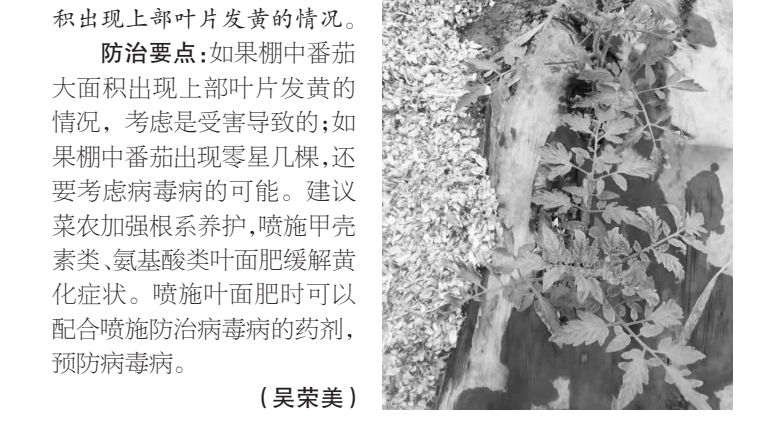 积出现上部叶片发黄的情况。
防治要点:如果棚中番茄
大面积出现上部叶片发黄的
情况，考虑是受害导致的;如
果棚中番茄出现零星几棵,还
要考虑病毒病的可能。建议
菜农加强根系养护,喷施甲壳
素类、氨基酸类叶面肥缓解黄
化症状。喷施叶面肥时可以
配合喷施防治病毒病的药剂,
预防病毒病。
(吴荣美)